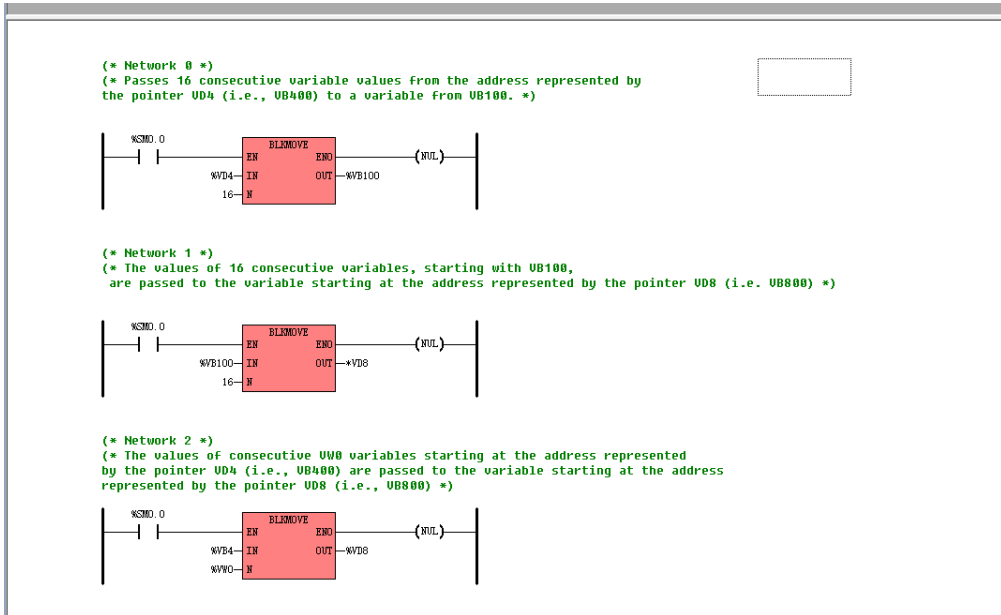 (* Network 0 *)
(* Passes 16 consecutive variable values from the address represented by
the pointer VD4 (i.e., VB400) to a variable from VB100. *)
%SM0.0
BLKMOVE
EN ENO (NUL)
%VD4 IN OUT %VB100
16 N
(* Network 1 *)
(* The values of 16 consecutive variables, starting with VB100,
are passed to the variable starting at the address represented by the pointer VD8 (i.e. VB800) *)
%SM0.0
BLKMOVE
EN ENO (NUL)
%VB100 IN OUT *VD8
16 N
(* Network 2 *)
(* The values of consecutive VW0 variables starting at the address represented
by the pointer VD4 (i.e., VB400) are passed to the variable starting at the address
represented by the pointer VD8 (i.e., VB800) *)
%SM0.0
BLKMOVE
EN ENO (NUL)
%VB4 IN OUT %VD8
%VW0 N